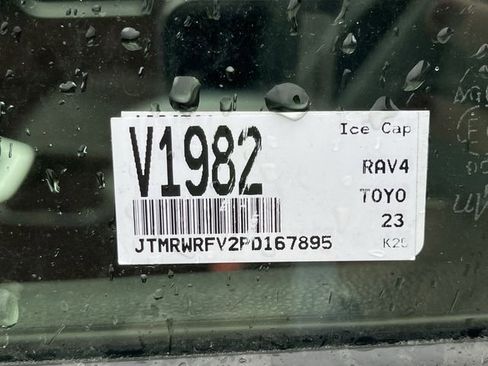 V1982
Ice Cap
RAV4
TOYO
23
JTMRWRFV2PD167895
K25